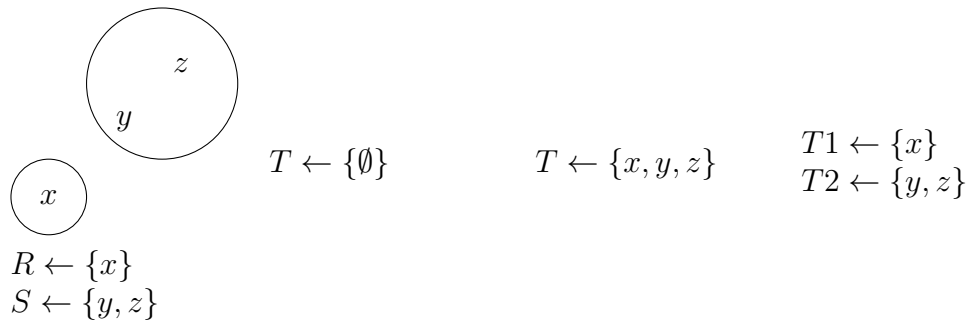 z
y
x
R ← {x}
S ← {y, z}
T ← {∅}
T ← {x, y, z}
T1 ← {x}
T2 ← {y, z}